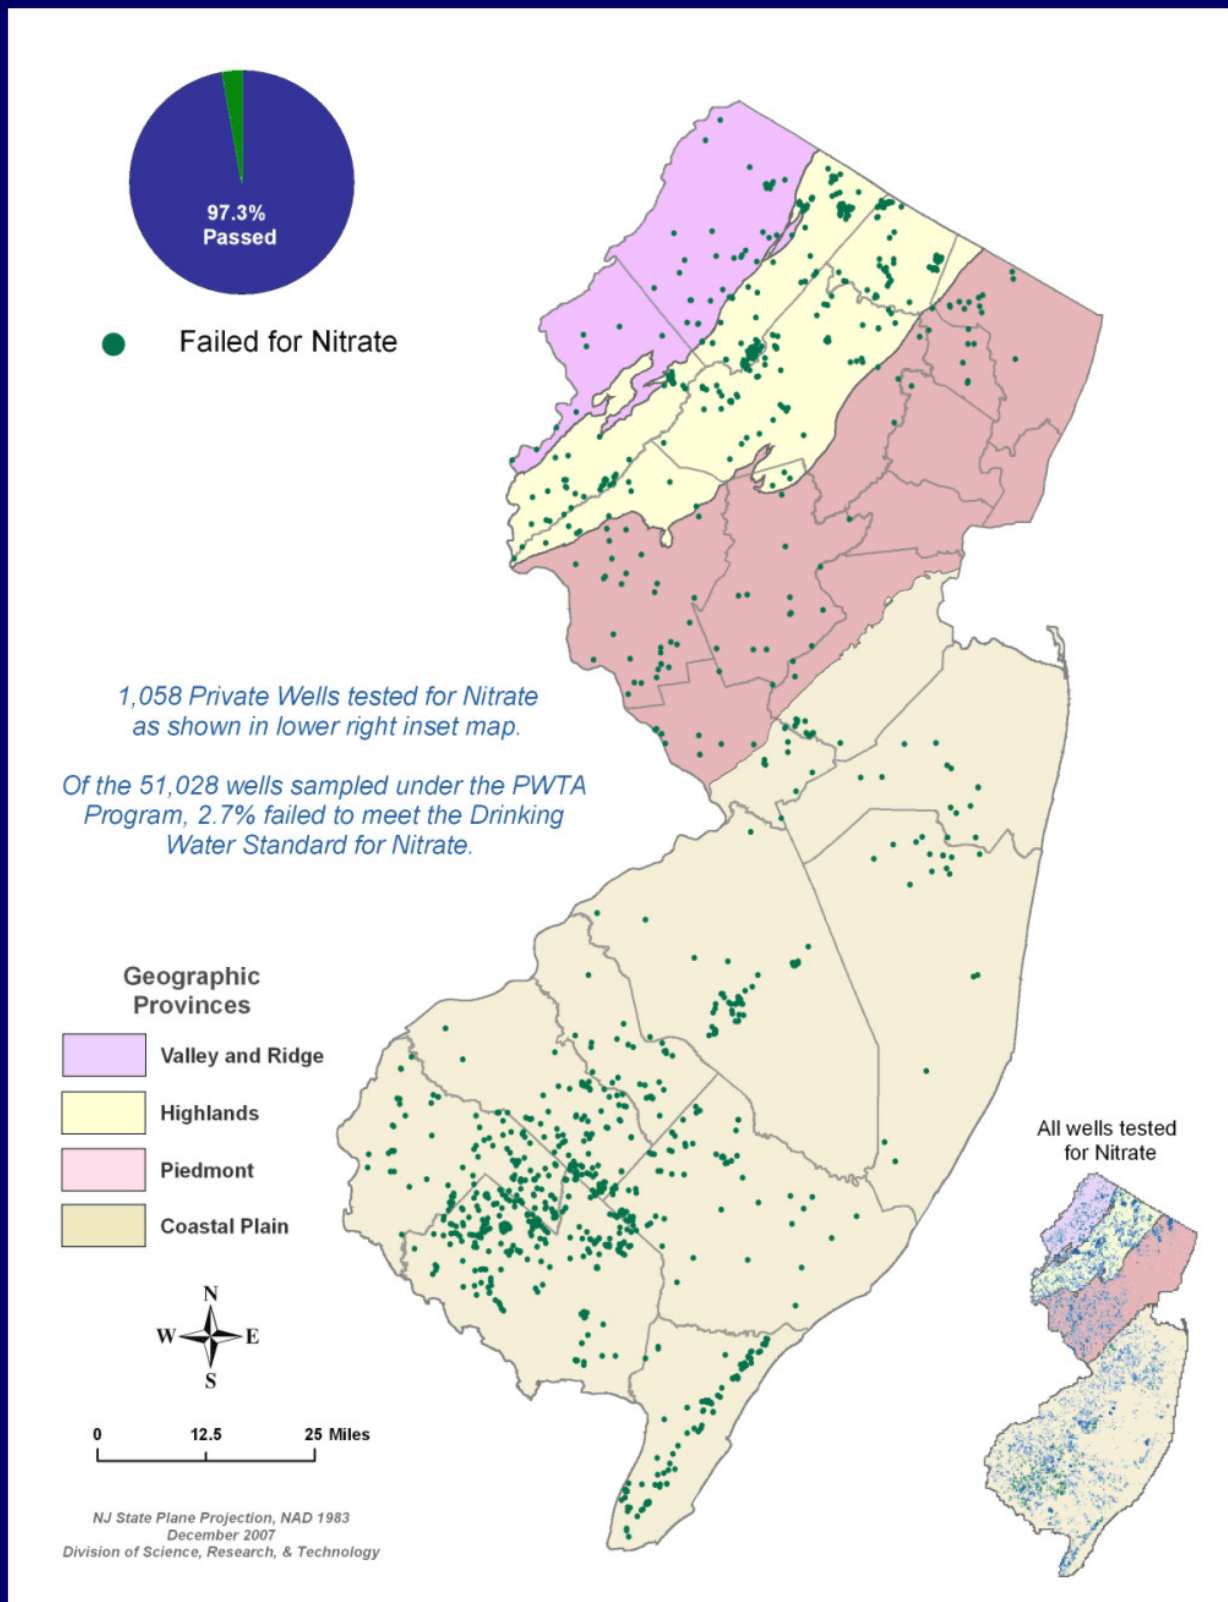 97.3%
Passed
Failed for Nitrate
1,058 Private Wells tested for Nitrate
as shown in lower right inset map.
Of the 51,028 wells sampled under the PWTA
Program, 2.7% failed to meet the Drinking
Water Standard for Nitrate.
Geographic
Provinces
Valley and Ridge
Highlands
Piedmont
Coastal Plain
N
W E
S
0 12.5 25 Miles
NJ State Plane Projection, NAD 1983
December 2007
Division of Science, Research, & Technology
All wells tested
for Nitrate